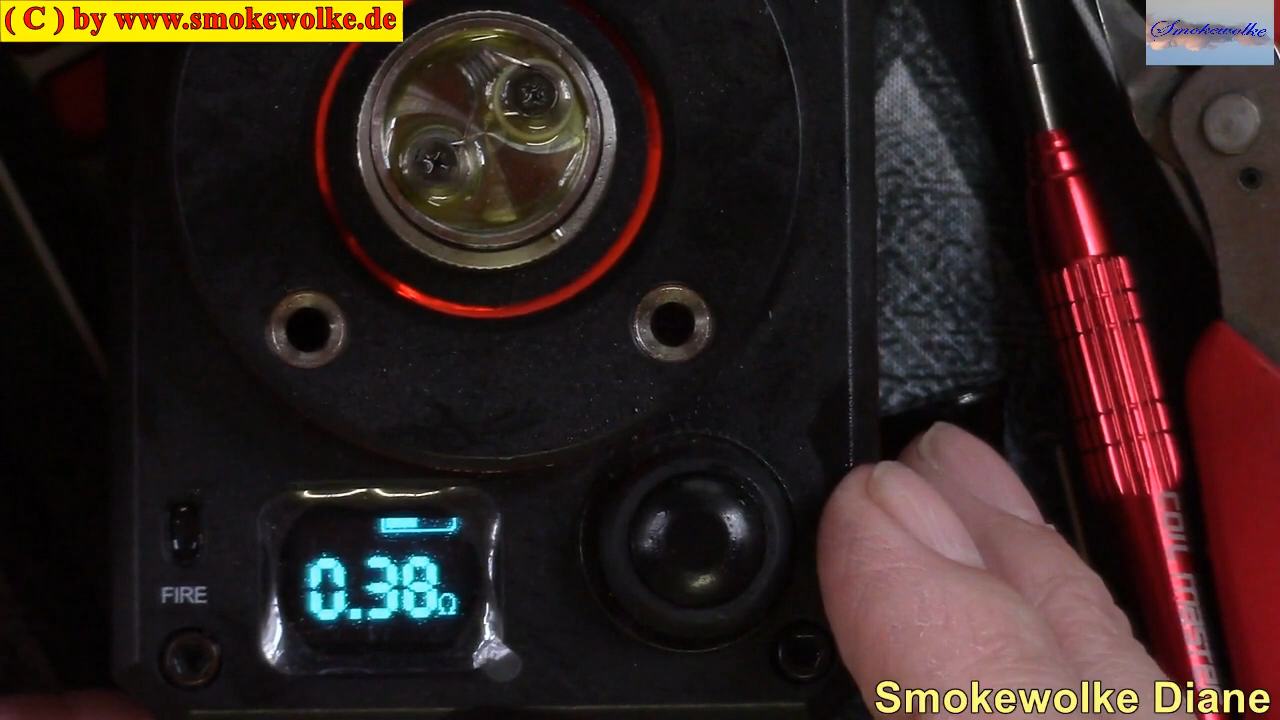 ( C ) by www.smokewolke.de
Smokewolke
FIRE
0.38Ω
COIL MASTER
Smokewolke Diane